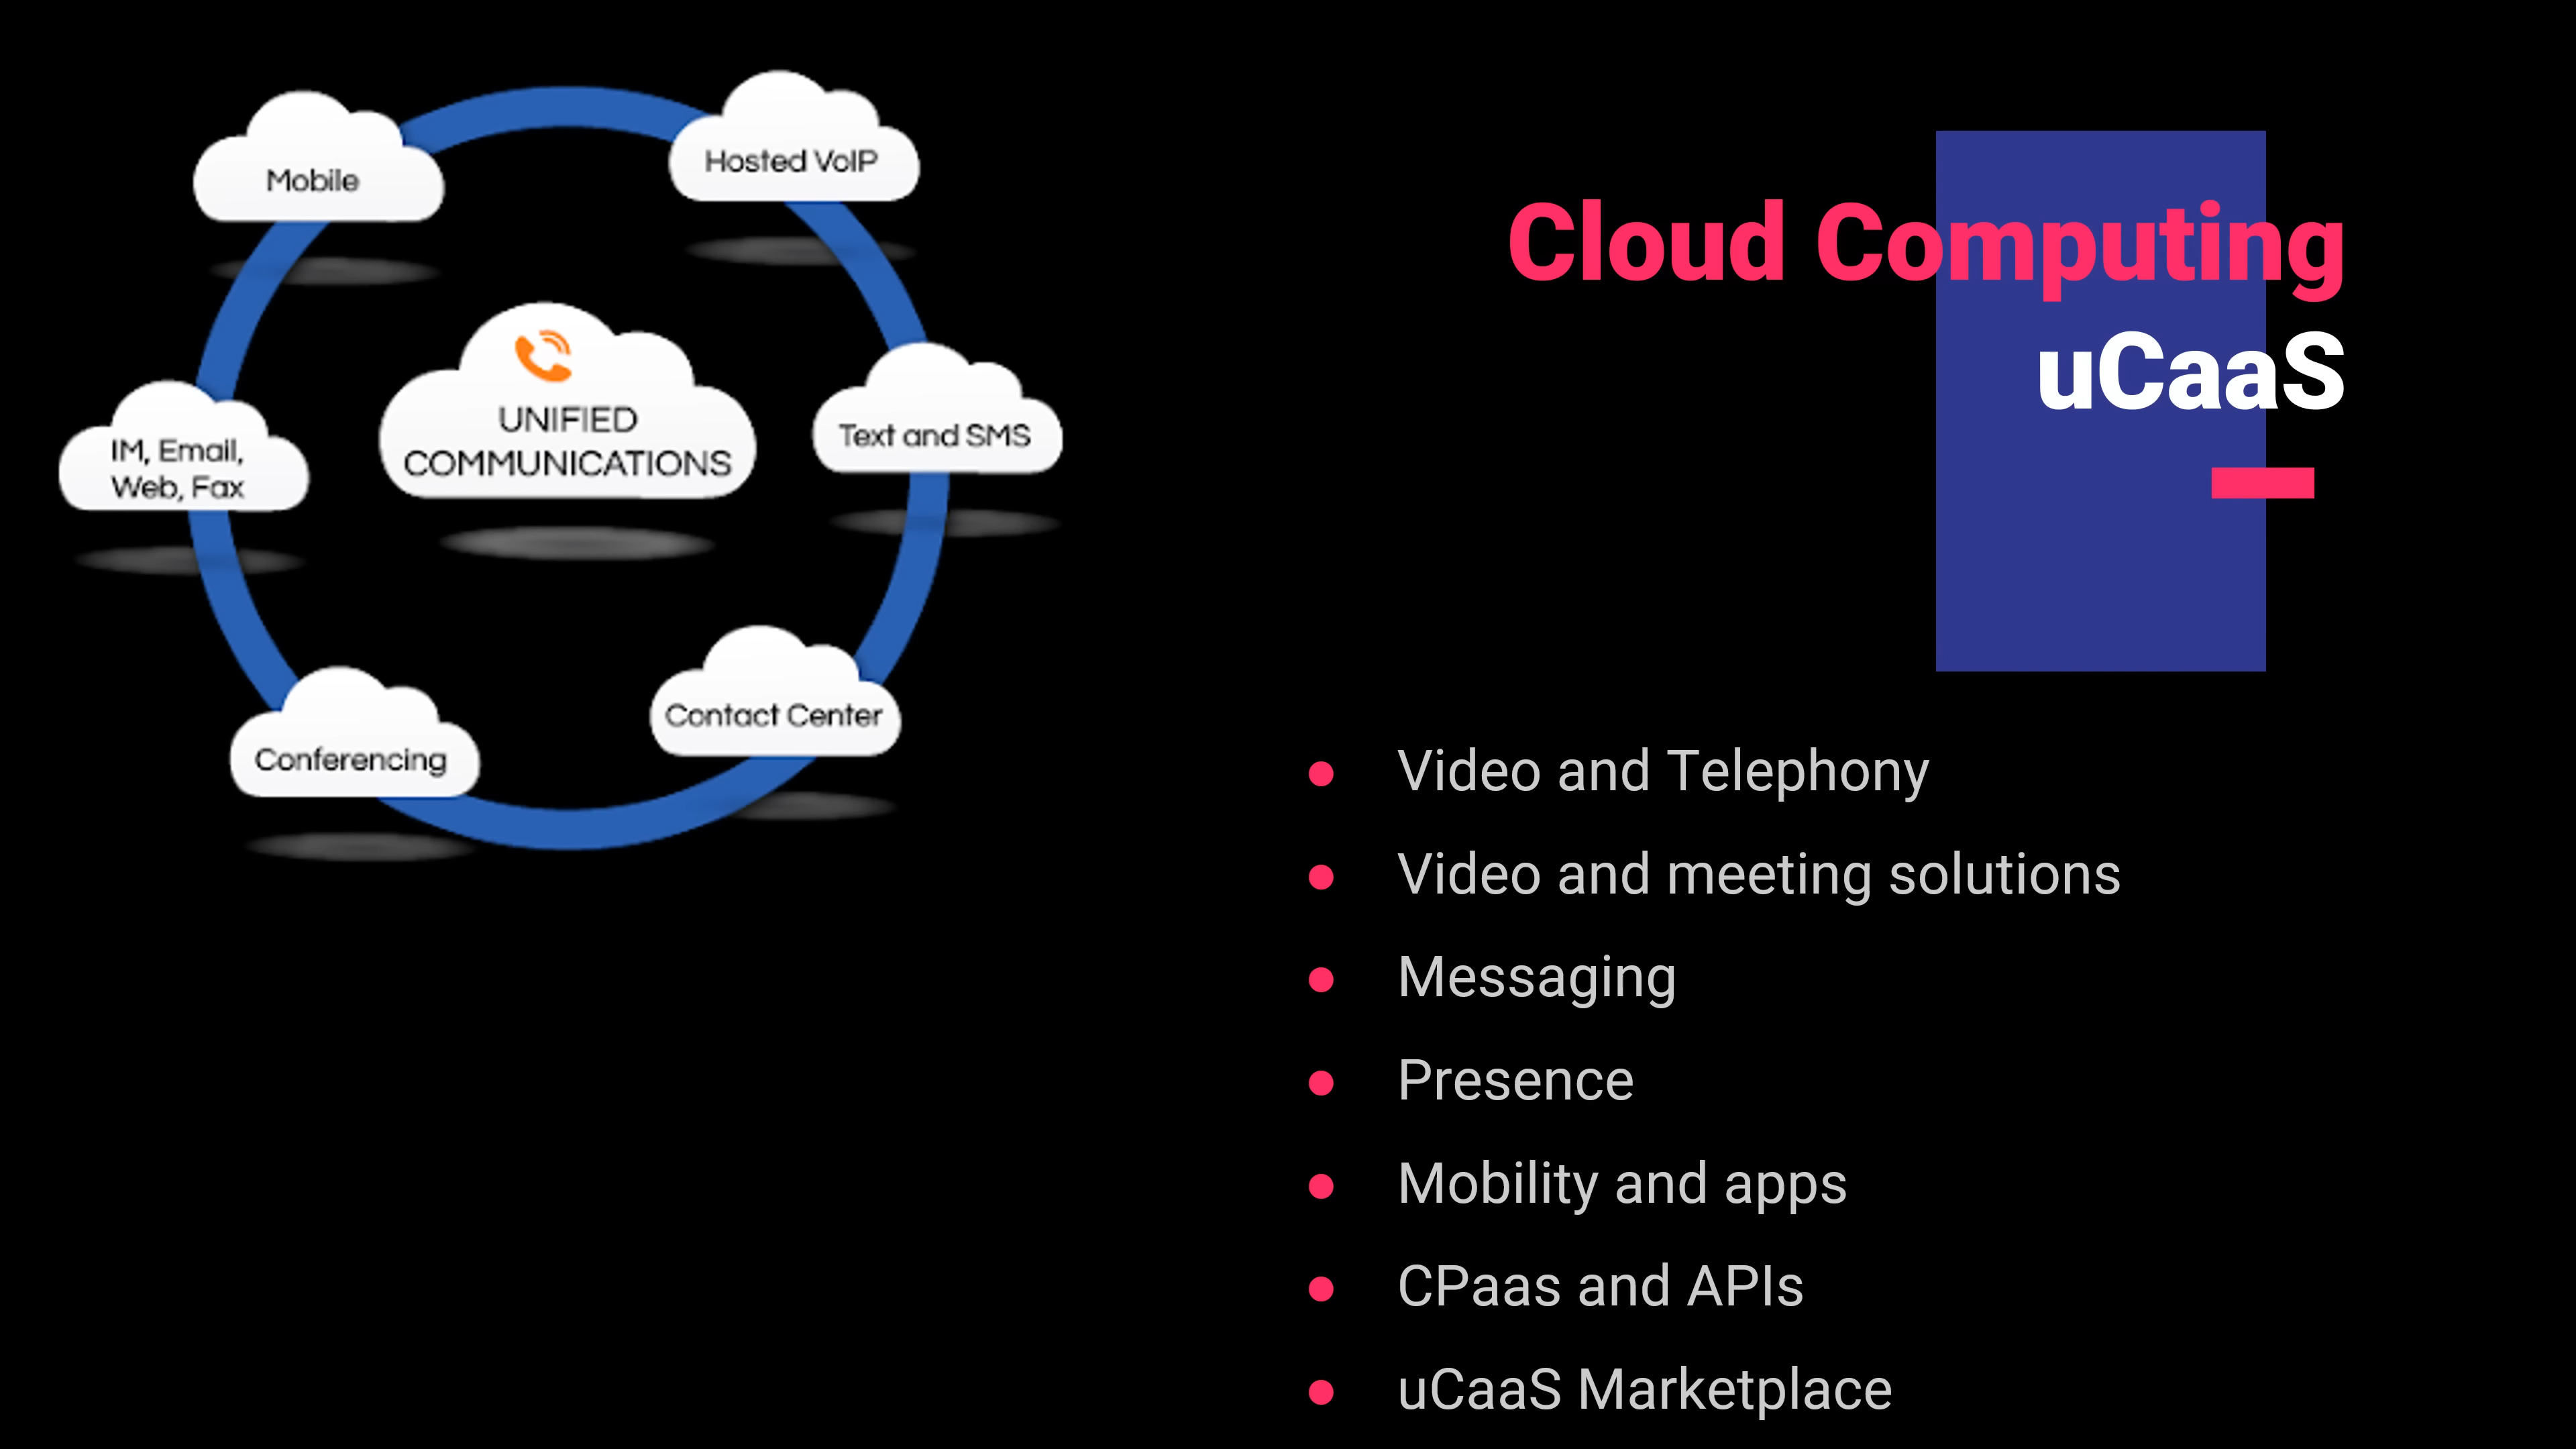 Mobile
Hosted VoIP
IM, Email,
Web, Fax
UNIFIED
COMMUNICATIONS
Text and SMS
Conferencing
Contact Center
Cloud Computing
uCaaS
Video and Telephony
Video and meeting solutions
Messaging
Presence
Mobility and apps
CPaas and APIs
uCaaS Marketplace